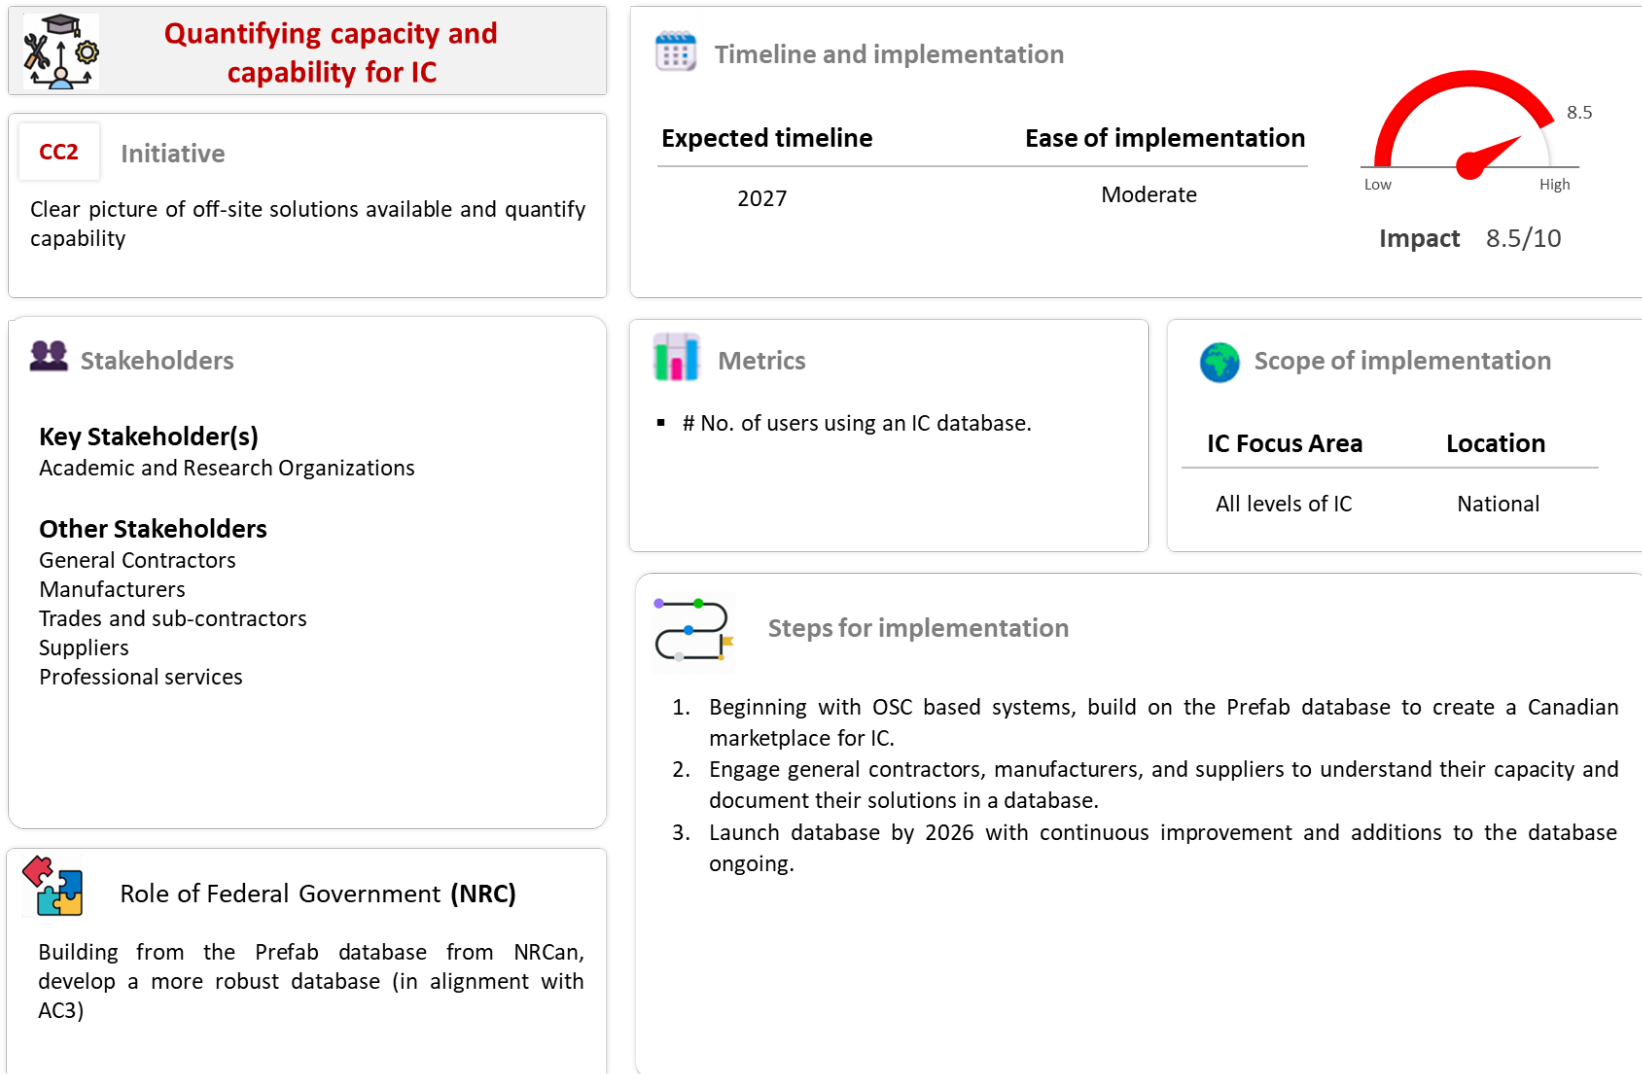 Quantifying capacity and
capability for IC
CC2
Initiative
Clear picture of off-site solutions available and quantify
capability
Timeline and implementation
Expected timeline
Ease of implementation
2027
Moderate
8.5
Low
High
Impact 8.5/10
Stakeholders
Key Stakeholder(s)
Academic and Research Organizations
Other Stakeholders
General Contractors
Manufacturers
Trades and sub-contractors
Suppliers
Professional services
Metrics
▪ # No. of users using an IC database.
Scope of implementation
IC Focus Area
Location
All levels of IC
National
Role of Federal Government (NRC)
Building from the Prefab database from NRCan,
develop a more robust database (in alignment with
AC3)
Steps for implementation
1. Beginning with OSC based systems, build on the Prefab database to create a Canadian
marketplace for IC.
2. Engage general contractors, manufacturers, and suppliers to understand their capacity and
document their solutions in a database.
3. Launch database by 2026 with continuous improvement and additions to the database
ongoing.